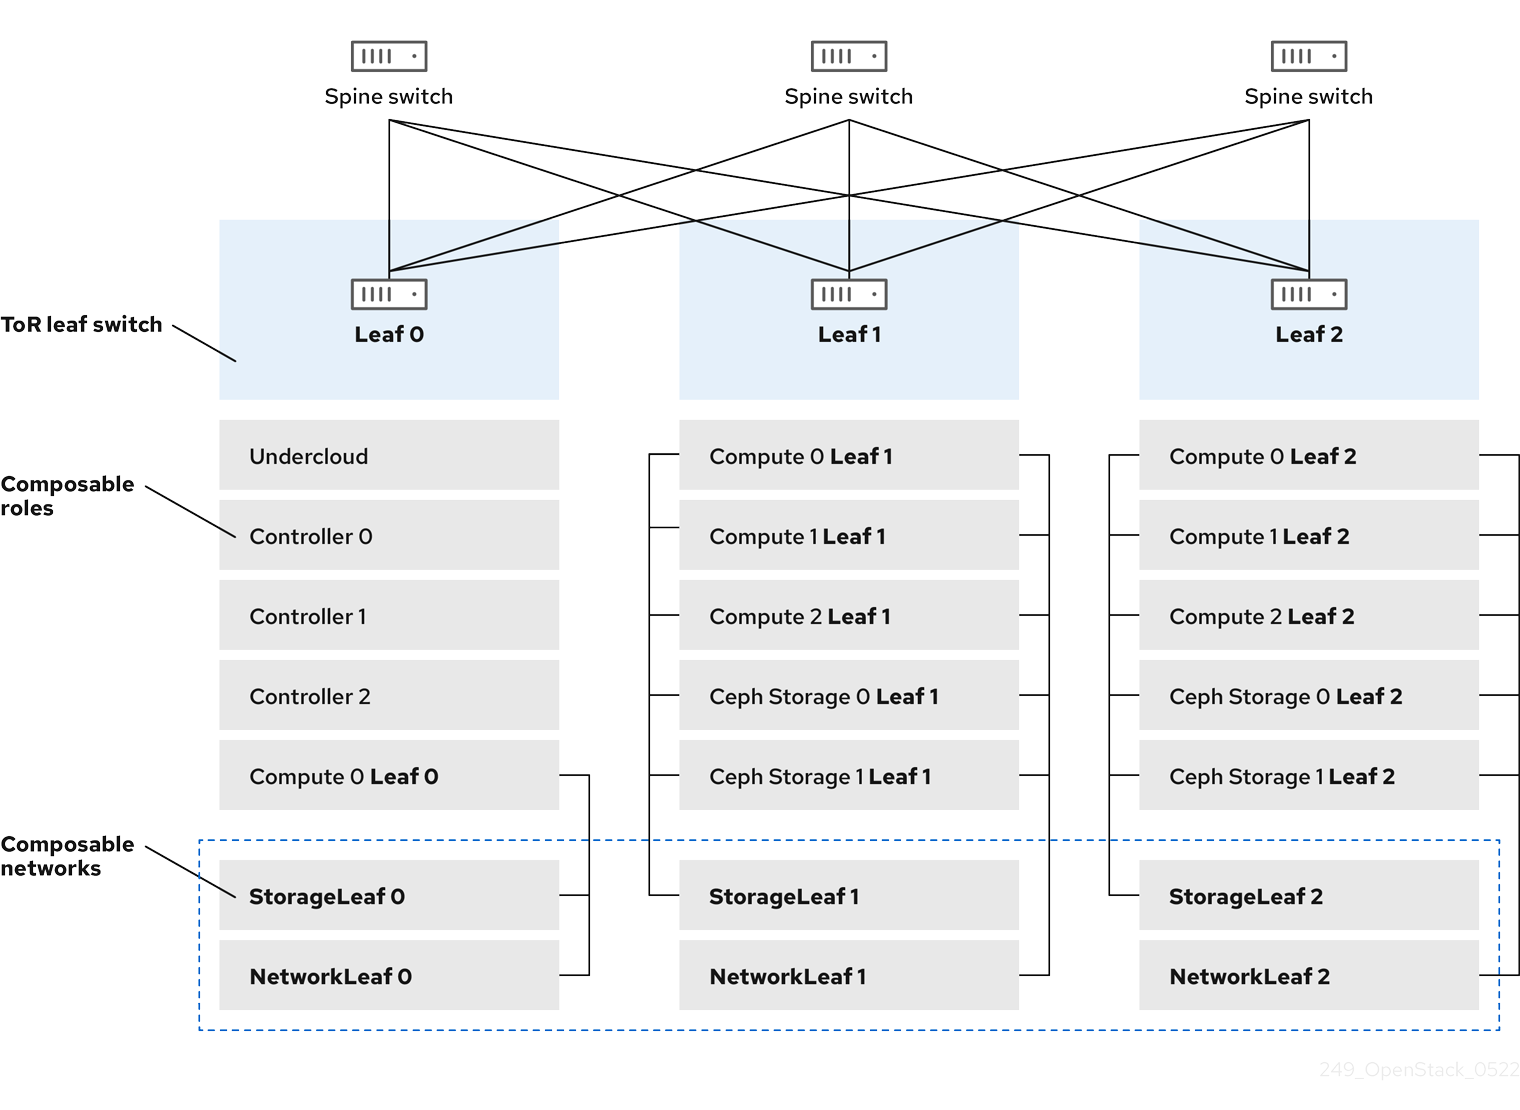 Spine switch
Spine switch
Spine switch
ToR leaf switch
Leaf 0
Leaf 1
Leaf 2
Composable
roles
Undercloud
Controller 0
Controller 1
Controller 2
Compute 0 Leaf 0
Compute 0 Leaf 1
Compute 1 Leaf 1
Compute 2 Leaf 1
Ceph Storage 0 Leaf 1
Ceph Storage 1 Leaf 1
Compute 0 Leaf 2
Compute 1 Leaf 2
Compute 2 Leaf 2
Ceph Storage 0 Leaf 2
Ceph Storage 1 Leaf 2
Composable
networks
StorageLeaf 0
NetworkLeaf 0
StorageLeaf 1
NetworkLeaf 1
StorageLeaf 2
NetworkLeaf 2
249_OpenStack_0522